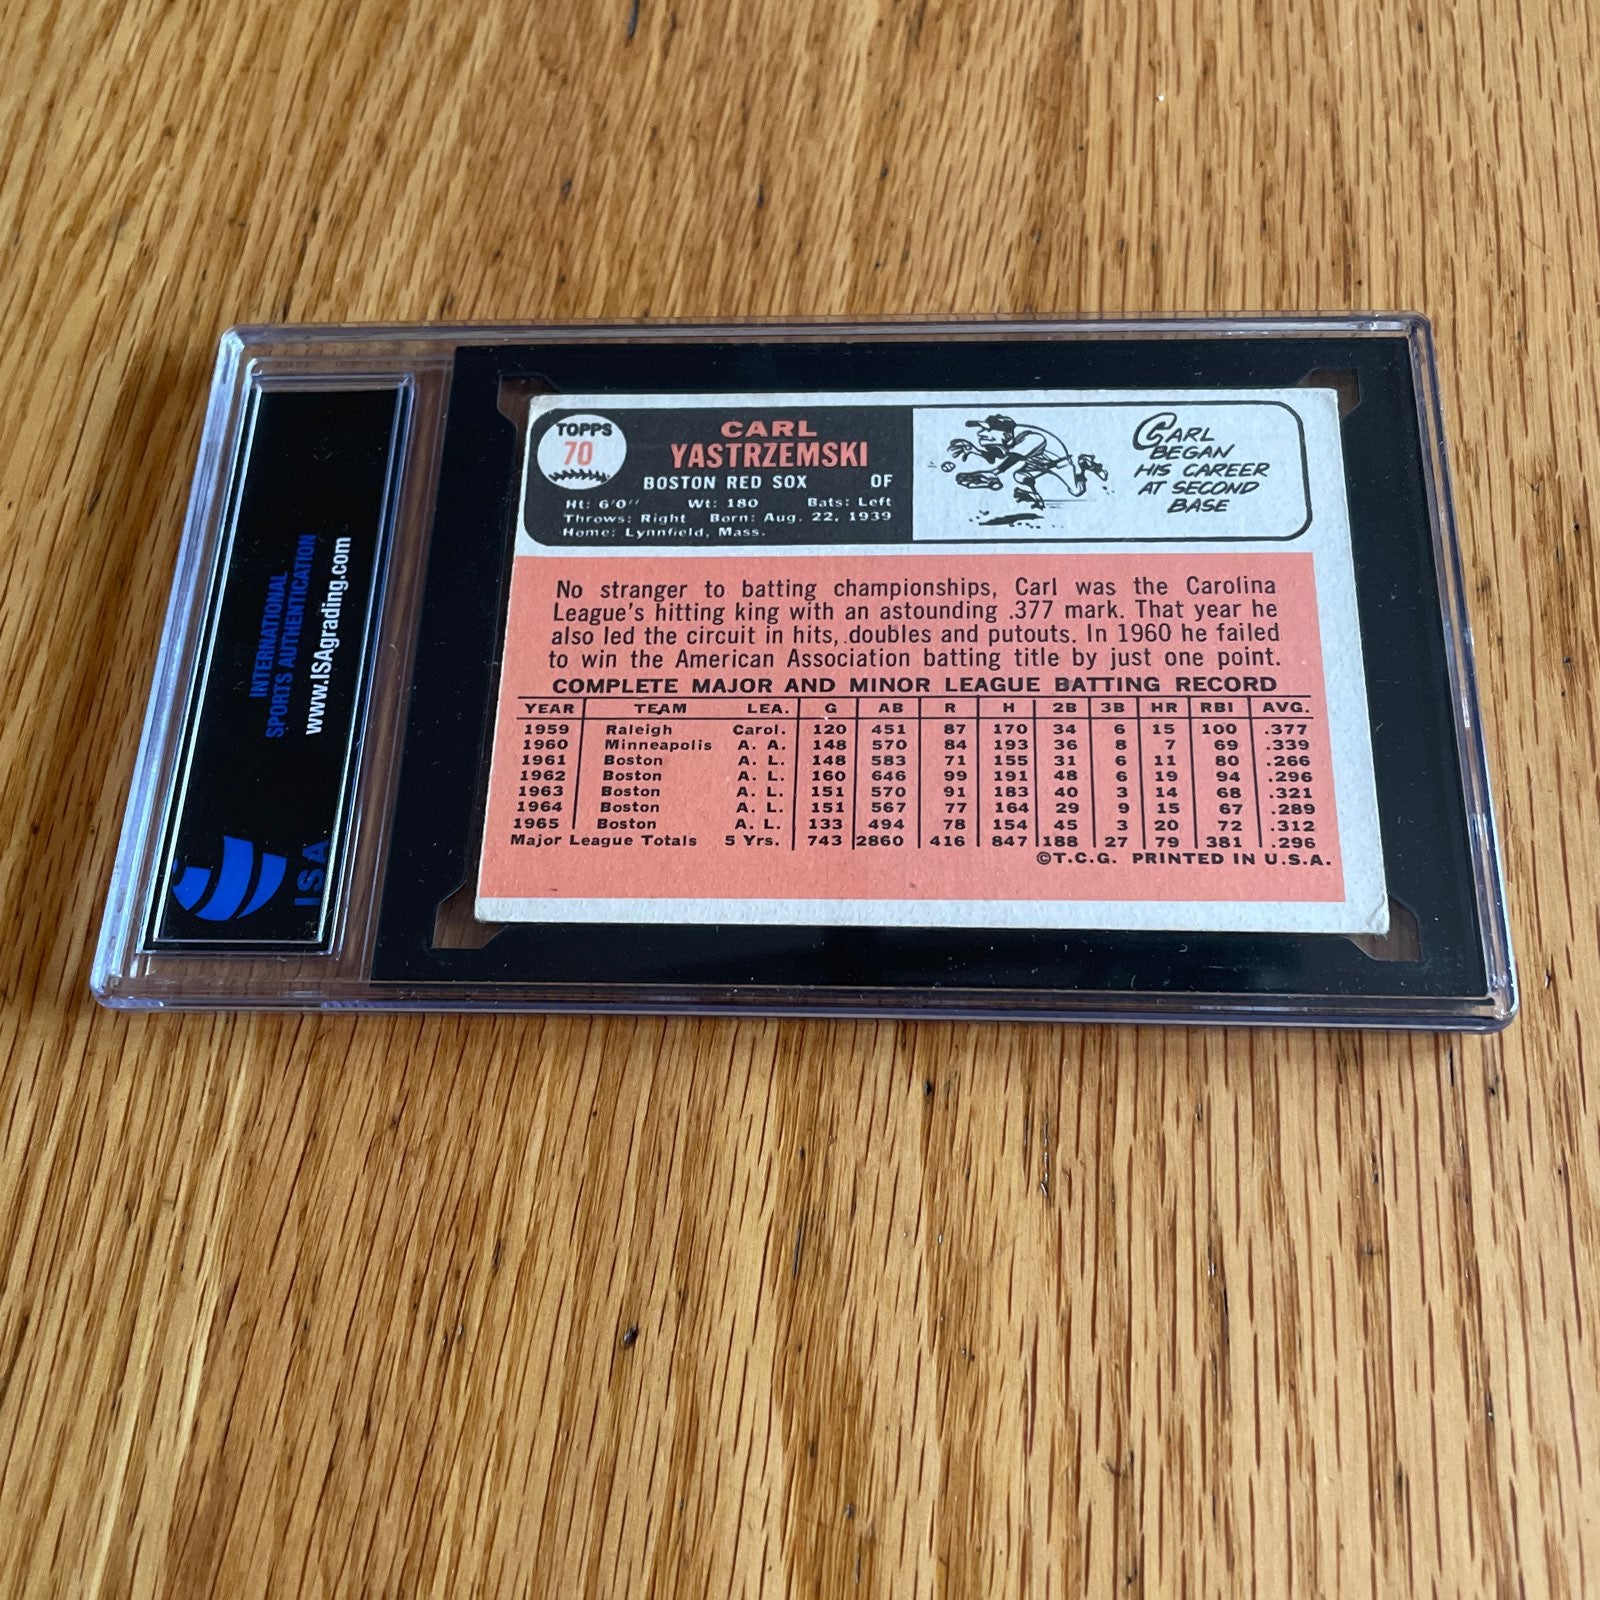 INTERNATIONAL
SPORTS AUTHENTICATION
www.ISAgrading.com
ISA
TOPPS
70
CARL
YASTRZEMSKI
BOSTON RED SOX OF
Ht: 6'0'' Wt: 180 Bats: Left
Throws: Right Born: Aug. 22, 1939
Home: Lynnfield, Mass.
CARL
BEGAN
HIS CAREER
AT SECOND
BASE
No stranger to batting championships, Carl was the Carolina
League's hitting king with an astounding .377 mark. That year he
also led the circuit in hits, doubles and putouts. In 1960 he failed
to win the American Association batting title by just one point.
COMPLETE MAJOR AND MINOR LEAGUE BATTING RECORD
YEAR TEAM LEA. G AB R H 2B 3B HR RBI AVG.
1959 Raleigh Carol. 120 451 87 170 34 6 15 100 .377
1960 Minneapolis A. A. 148 570 84 193 36 8 7 69 .339
1961 Boston A. L. 148 583 71 155 31 6 11 80 .266
1962 Boston A. L. 160 646 99 191 48 6 19 94 .296
1963 Boston A. L. 151 570 91 183 40 3 14 68 .321
1964 Boston A. L. 151 567 77 164 29 9 15 67 .289
1965 Boston A. L. 133 494 78 154 45 3 20 72 .312
Major League Totals 5 Yrs. 743 2860 416 847 188 27 79 381 .296
©T.C.G. PRINTED IN U.S.A.